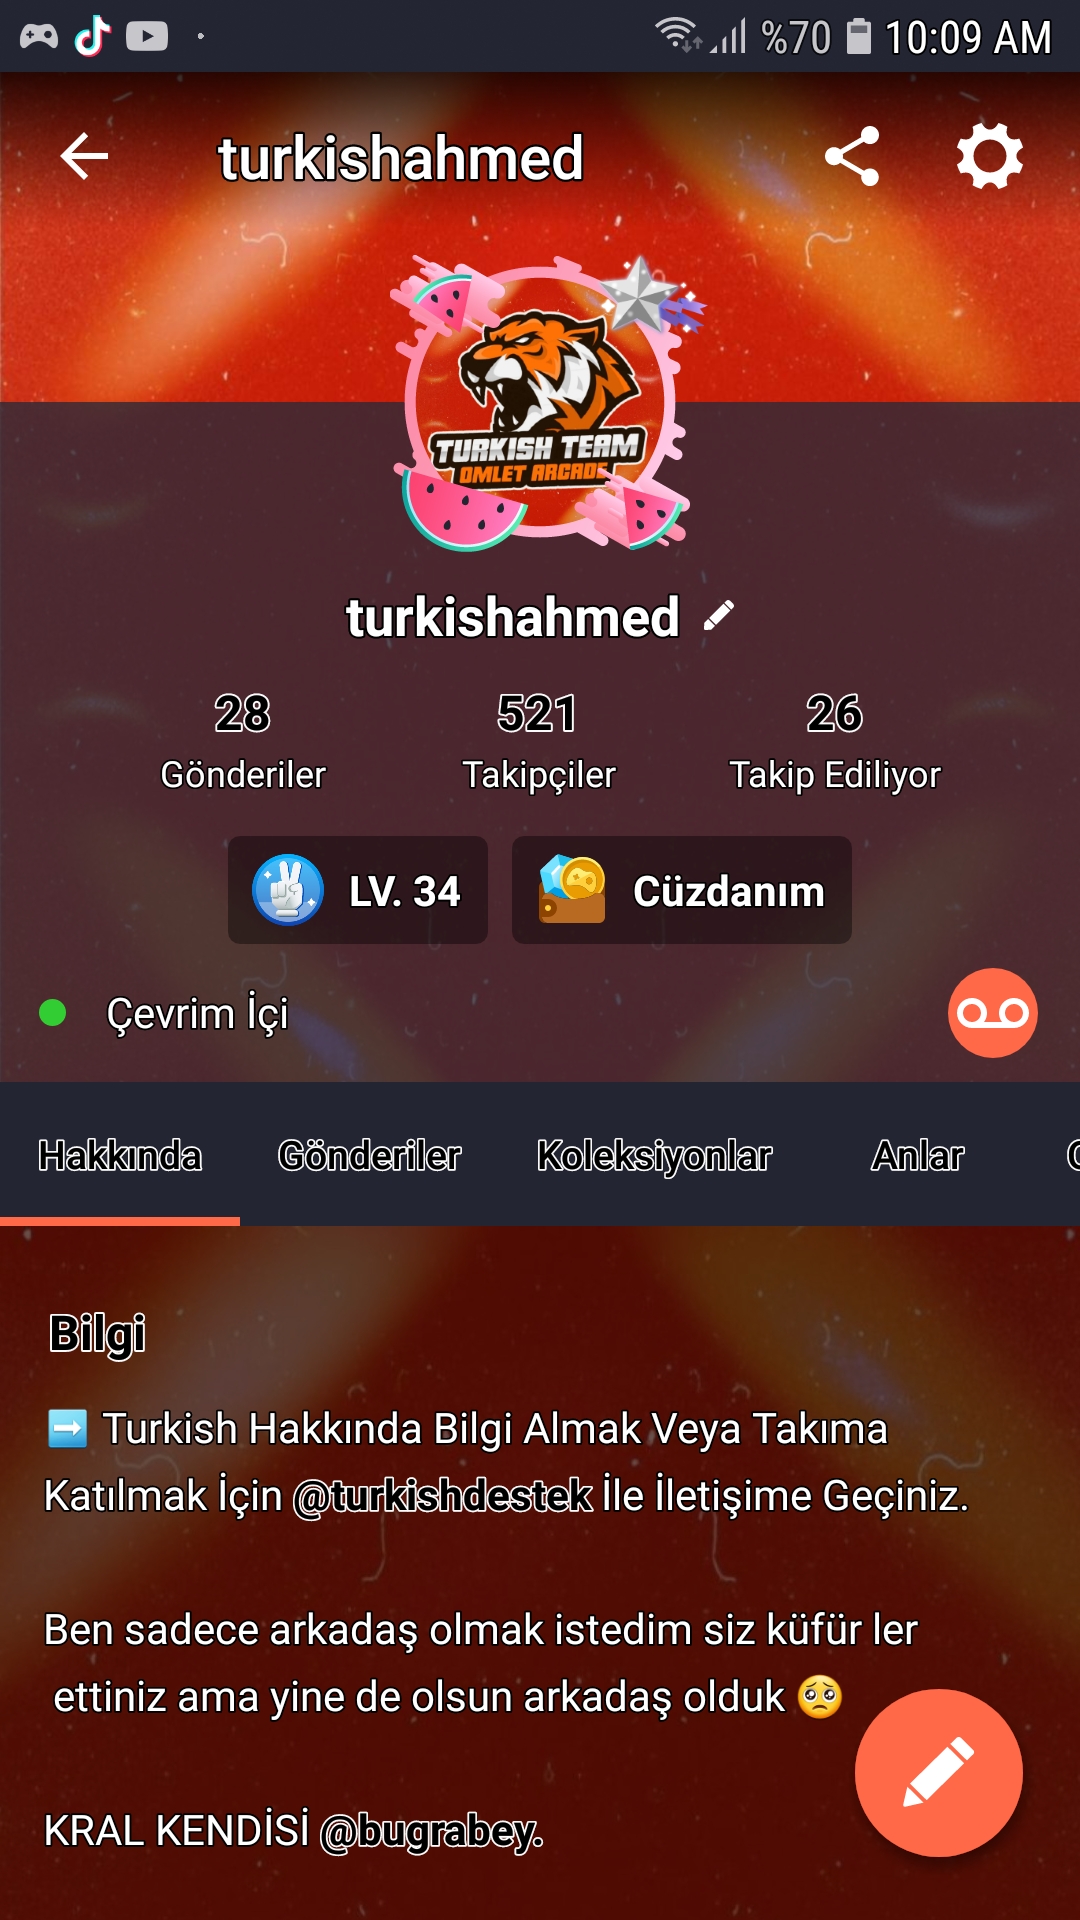 %70 10:09 AM
turkishahmed
TURKISH TEAM
OMLET ARCADE
turkishahmed
28 521 26
Gönderiler Takipçiler Takip Ediliyor
LV. 34 Cüzdanım
Çevrim İçi
Hakkında Gönderiler Koleksiyonlar Anlar
Bilgi
➡️ Turkish Hakkında Bilgi Almak Veya Takıma
Katılmak İçin @turkishdestek İle İletişime Geçiniz.
Ben sadece arkadaş olmak istedim siz küfür ler
ettiniz ama yine de olsun arkadaş olduk 🥺
KRAL KENDİSİ @bugrabey.